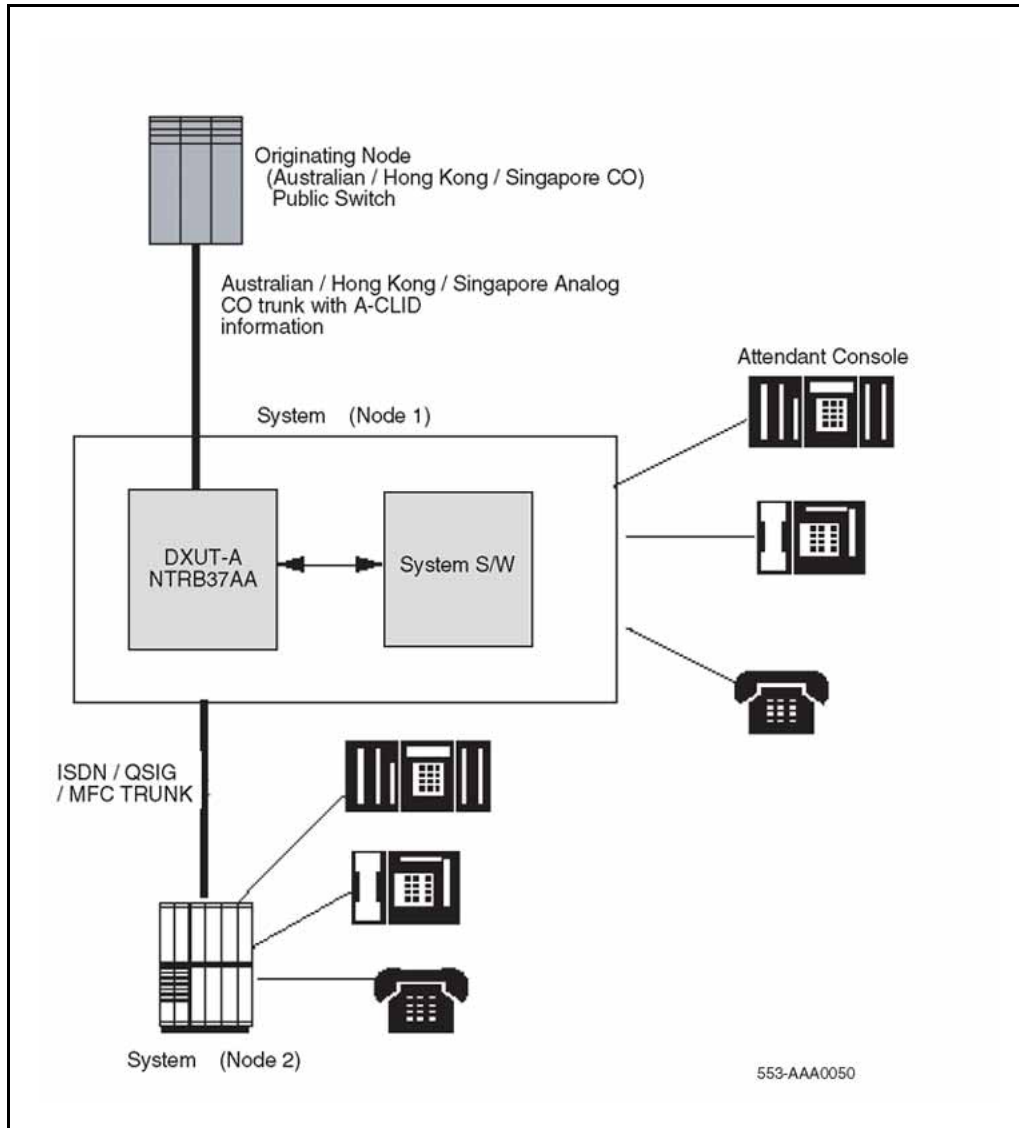 Originating Node
(Australian / Hong Kong / Singapore CO)
Public Switch
Australian / Hong Kong / Singapore Analog
CO trunk with A-CLID
information
Attendant Console
System (Node 1)
DXUT-A
NTRB37AA
System S/W
ISDN / QSIG
/ MFC TRUNK
System (Node 2)
553-AAA0050